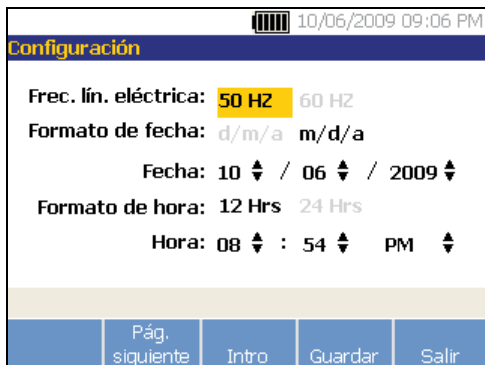 10/06/2009 09:06 PM
Configuración
Frec. lín. eléctrica: 50 HZ 60 HZ
Formato de fecha: d/m/a m/d/a
Fecha: 10 / 06 / 2009
Formato de hora: 12 Hrs 24 Hrs
Hora: 08 : 54 PM
Pág. siguiente Intro Guardar Salir